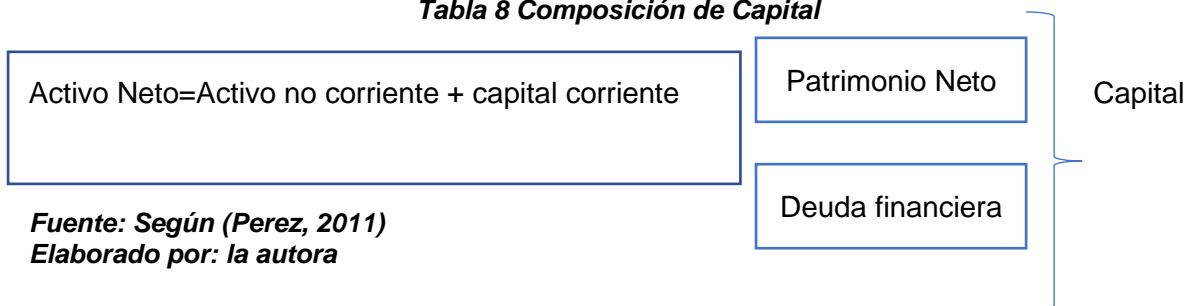 Tabla 8 Composición de Capital
Activo Neto=Activo no corriente + capital corriente
Patrimonio Neto
Capital
Deuda financiera
Fuente: Según (Perez, 2011)
Elaborado por: la autora